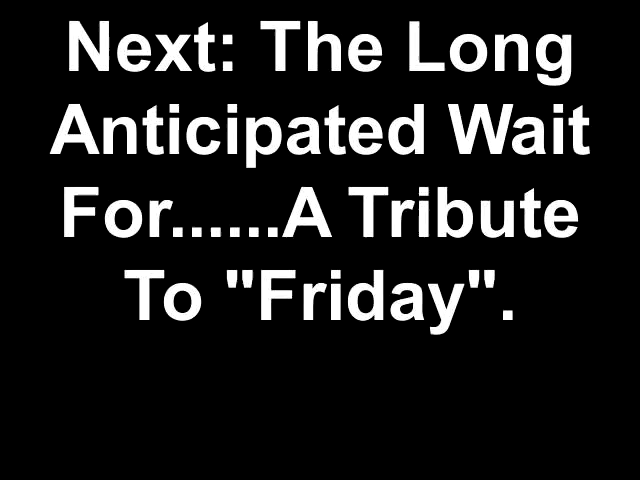 Next: The Long
Anticipated Wait
For......A Tribute
To "Friday".